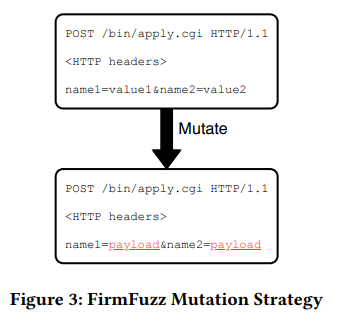 POST /bin/apply.cgi HTTP/1.1
<HTTP headers>
name1=value1&name2=value2
Mutate
POST /bin/apply.cgi HTTP/1.1
<HTTP headers>
name1=payload&name2=payload
Figure 3: FirmFuzz Mutation Strategy